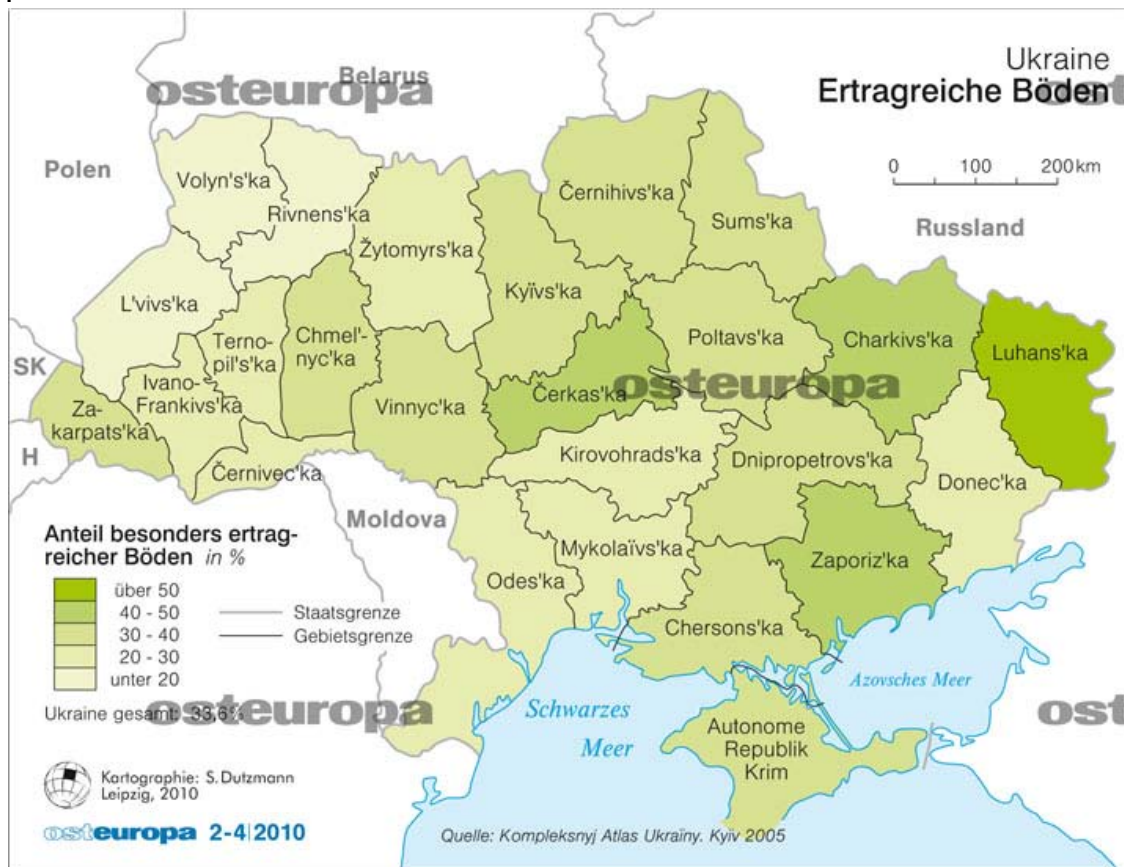 Ukraine
Ertragreiche Böden
0 100 200 km
osteuropa
ost
Belarus
Polen
Russland
SK
H
Moldova
Volyn's'ka
Rivnens'ka
Žytomyrs'ka
Černihivs'ka
Sums'ka
Kyïvs'ka
L'vivs'ka
Terno-
pil's'ka
Chmel'-
nyc'ka
Ivano-
Frankivs'ka
Za-
karpats'ka
Černivec'ka
Vinnyc'ka
Čerkas'ka
Poltavs'ka
Charkivs'ka
Luhans'ka
osteuropa
Kirovohrads'ka
Dnipropetrovs'ka
Donec'ka
Mykolaïvs'ka
Odes'ka
Zaporiz'ka
Chersons'ka
Autonome
Republik
Krim
Schwarzes
Meer
Azovsches Meer
Anteil besonders ertrag-
reicher Böden in %
über 50
40 - 50
30 - 40
20 - 30
unter 20
Staatsgrenze
Gebietsgrenze
Ukraine gesamt: 33,6%
osteuropa
ost
Kartographie: S. Dutzmann
Leipzig, 2010
osteuropa 2-4|2010
Quelle: Kompleksnyj Atlas Ukraïny. Kyïv 2005